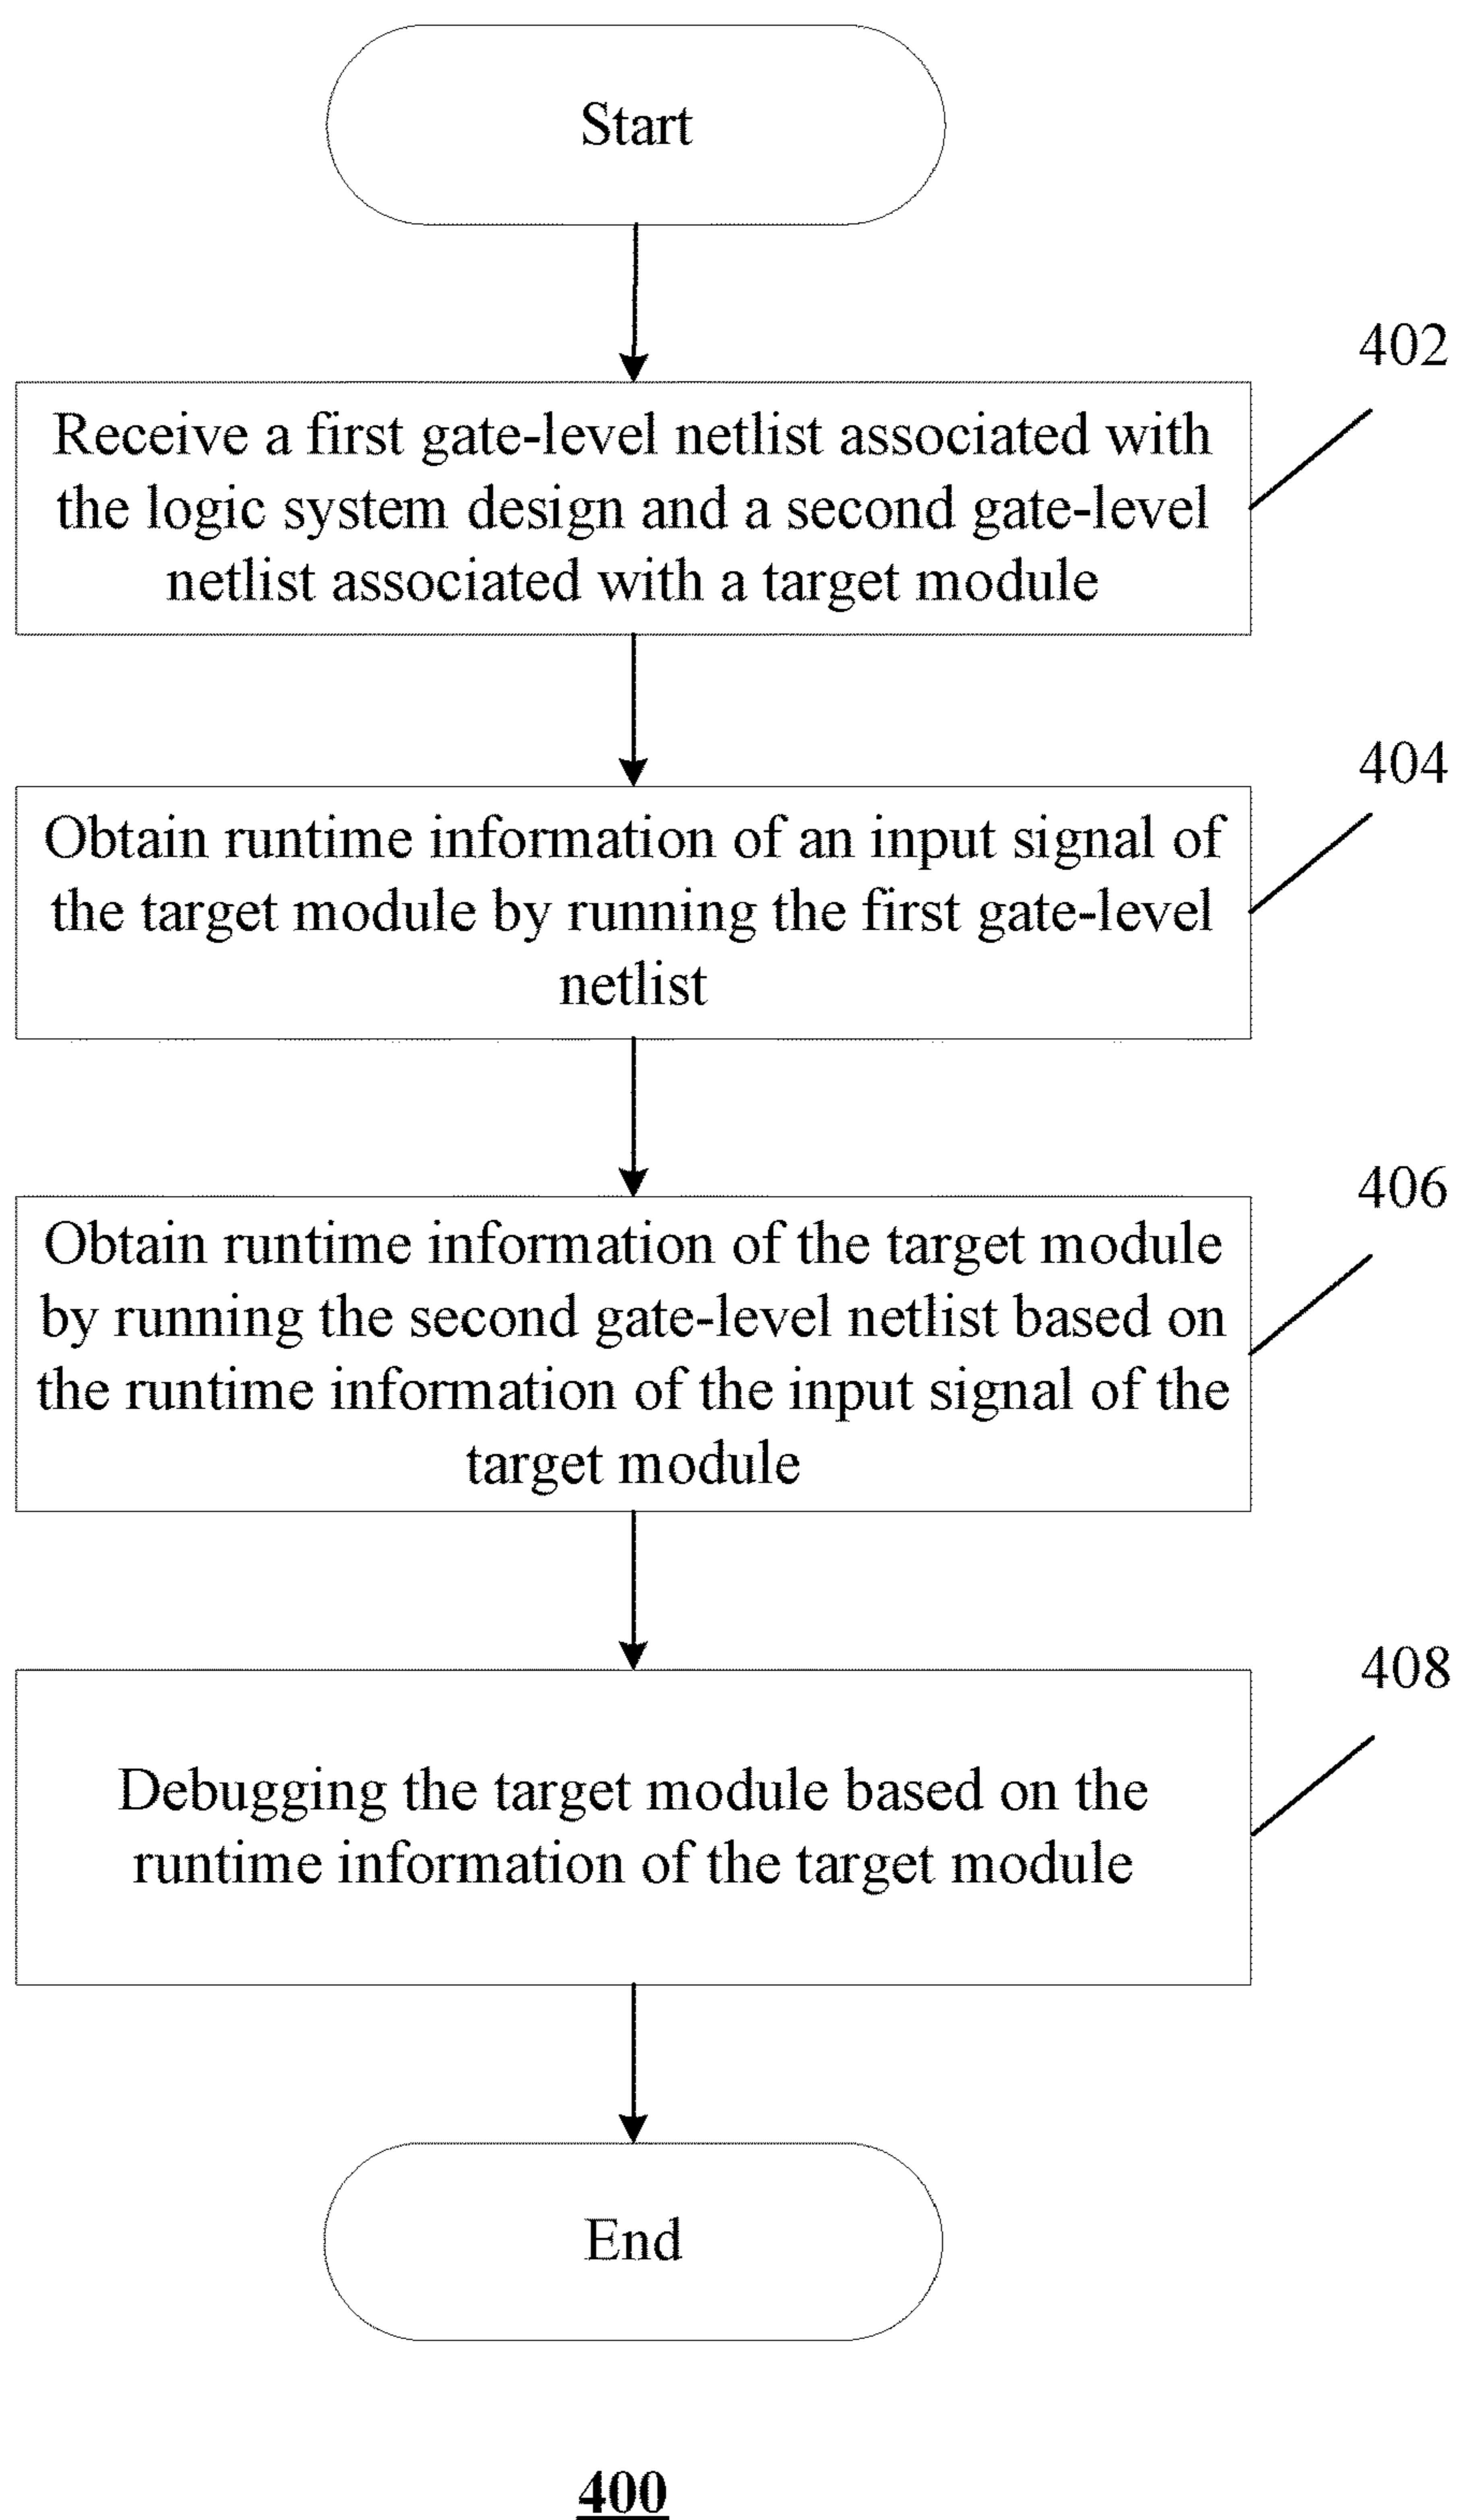 Start
402
Receive a first gate-level netlist associated with
the logic system design and a second gate-level
netlist associated with a target module
404
Obtain runtime information of an input signal of
the target module by running the first gate-level
netlist
406
Obtain runtime information of the target module
by running the second gate-level netlist based on
the runtime information of the input signal of the
target module
408
Debugging the target module based on the
runtime information of the target module
End
400